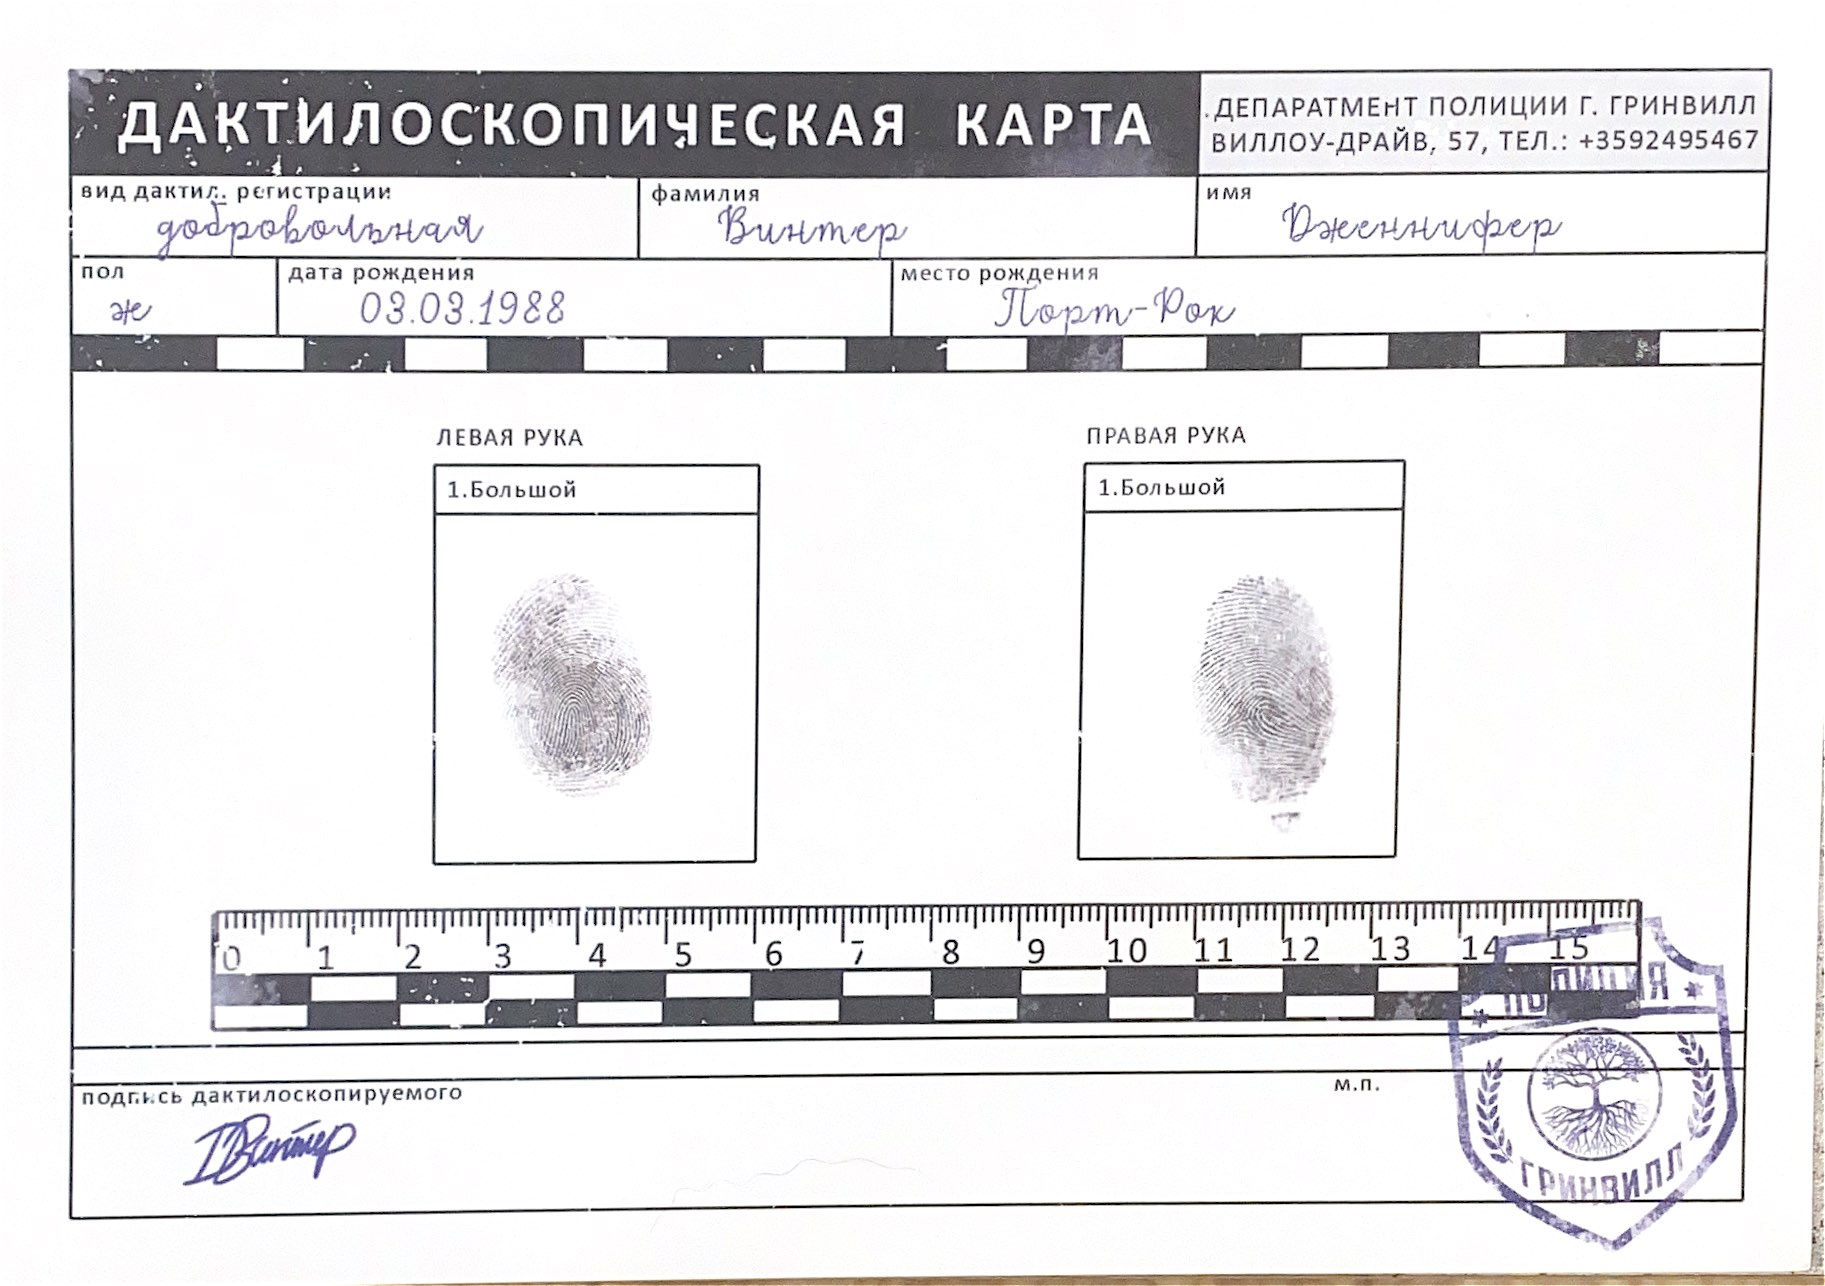 ДАКТИЛОСКОПИЧЕСКАЯ КАРТА
ДЕПАРАТМЕНТ ПОЛИЦИИ Г. ГРИНВИЛЛ
ВИЛЛОУ-ДРАЙВ, 57, ТЕЛ.: +3592495467
вид дактил. регистрации
добровольная
фамилия
Винтер
имя
Дженнифер
пол
ж
дата рождения
03.03.1988
место рождения
Порт-Рок
ЛЕВАЯ РУКА
1.Большой
ПРАВАЯ РУКА
1.Большой
0 1 2 3 4 5 6 7 8 9 10 11 12 13 14 15
ПОЛИЦИЯ
ГРИНВИЛЛ
подпись дактилоскопируемого
ДВинтер
м.п.